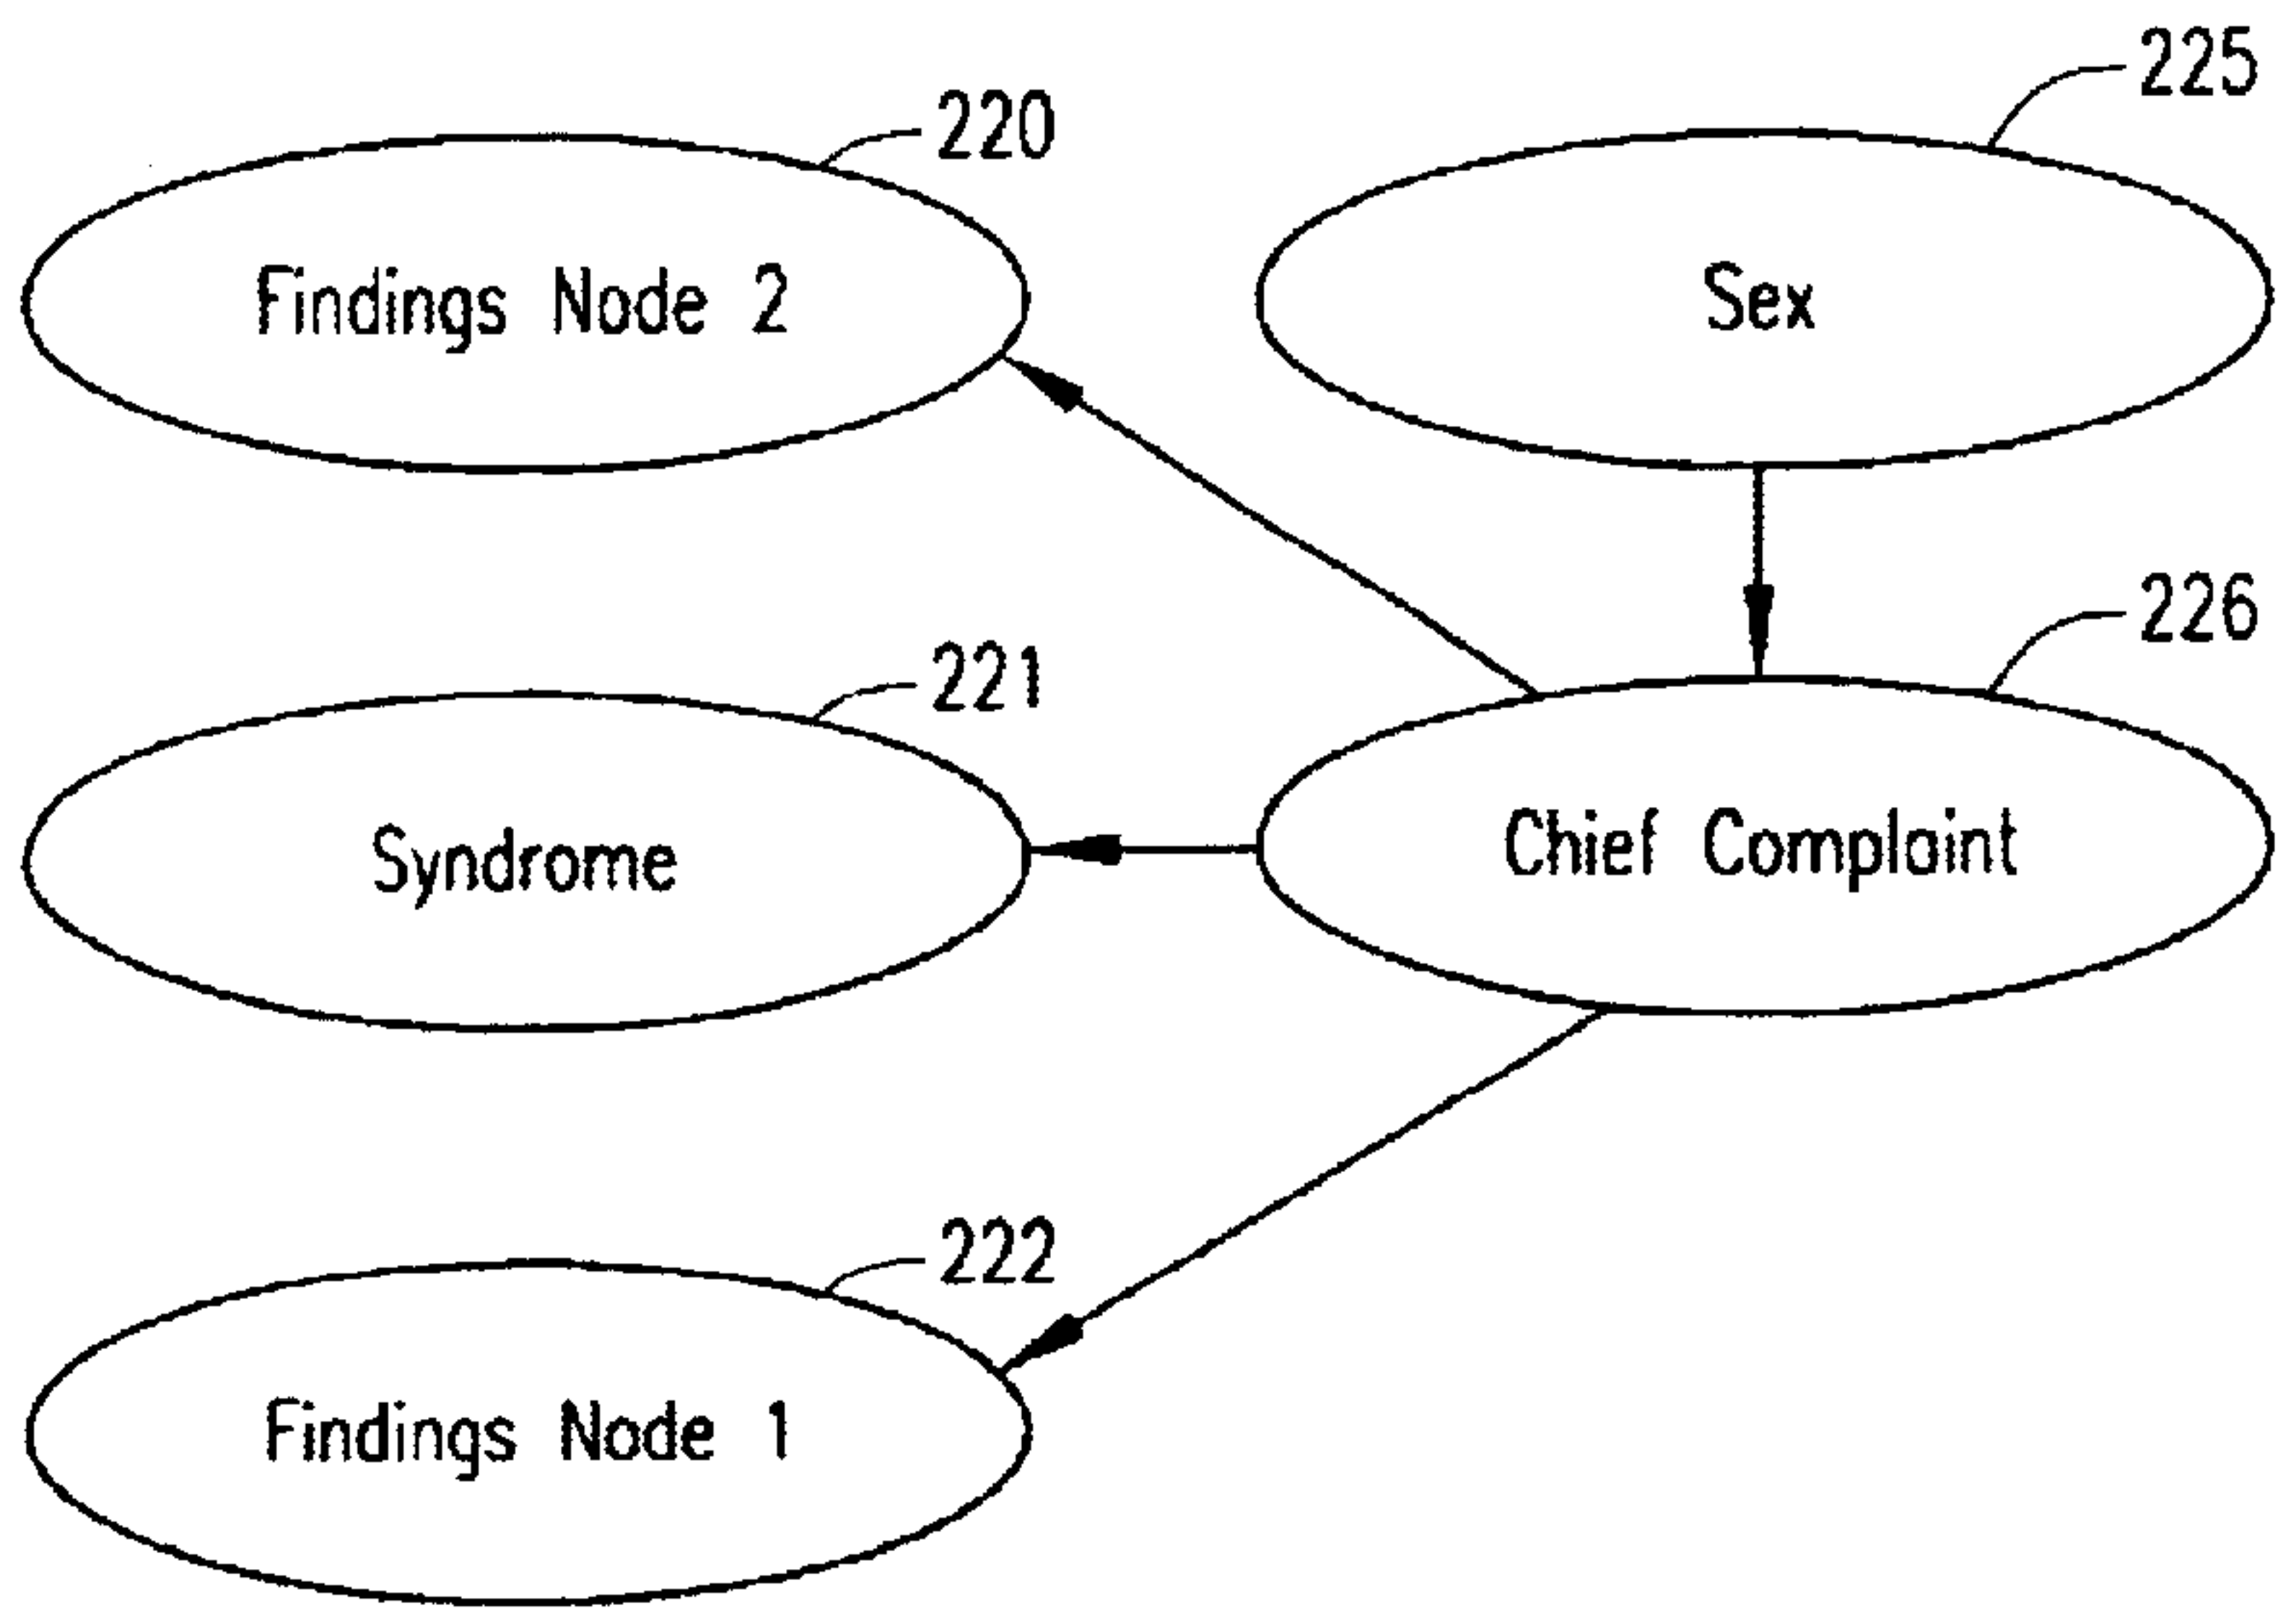 225
220
Findings Node 2
Sex
226
221
Syndrome
Chief Complaint
222
Findings Node 1